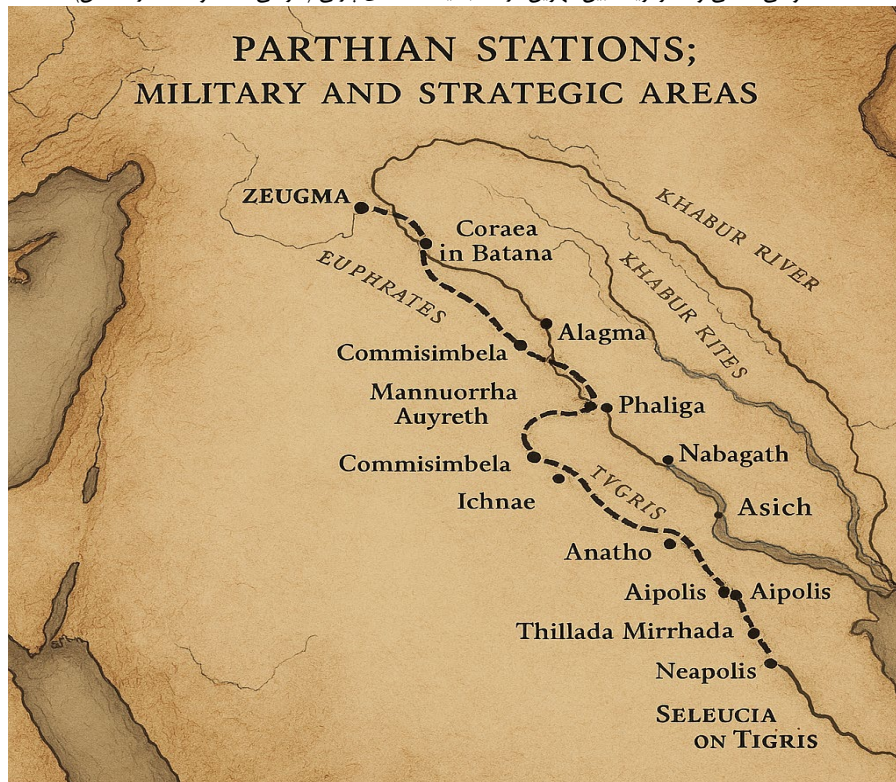 PARTHIAN STATIONS;
MILITARY AND STRATEGIC AREAS
ZEUGMA
Coraea
in Batana
KHABUR RIVER
EUPHRATES
KHABUR RITES
Alagma
Commisimbela
Mannuorrha
Auyreth
Phaliga
Nabagath
Commisimbela
TVGRIS
Ichnae
Asich
Anatho
Aipolis
Aipolis
Thillada Mirrhada
Neapolis
SELEUCIA
ON TIGRIS